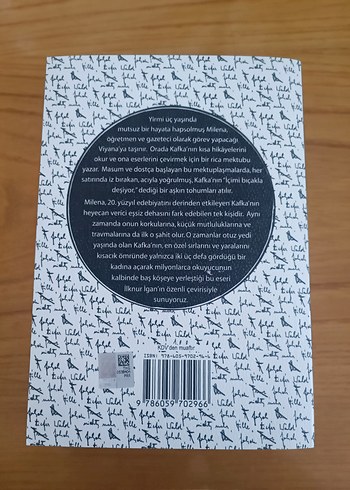 Yirmi üç yaşında
mutsuz bir hayata hapsolmuş Milena,
öğretmen ve gazeteci olarak görev yapacağı
Viyana'ya taşınır. Orada Kafka'nın kısa hikâyelerini
okur ve ona eserlerini çevirmek için bir rica mektubu
yazar. Masum ve dostça başlayan bu mektuplaşmada, her
satırında iz bırakan, acıyla yoğrulmuş, Kafka'nın "içimi bıçakla
deşiyor," dediği bir aşkın tohumları atılır.
Milena, 20. yüzyıl edebiyatını derinden etkileyen Kafka'nın
heyecan verici eşsiz dehasını fark edebilen tek kişidir. Aynı
zamanda onun korkularına, küçük mutluluklarına ve
travmalarına da ilk o şahit olur. O zamanlar otuz yedi
yaşında olan Kafka'nın, en özel sırlarını ve yaralarını
kısacık ömründe yalnızca iki üç defa gördüğü bir
kadına açarak milyonlarca okuyucunun
kalbinde baş köşeye yerleştiği bu eseri
İlknur İgan'ın özenli çevirisiyle
sunuyoruz.
KDV'den muaftır
ISBN: 978-605-9702-96-6
9 786059 702966